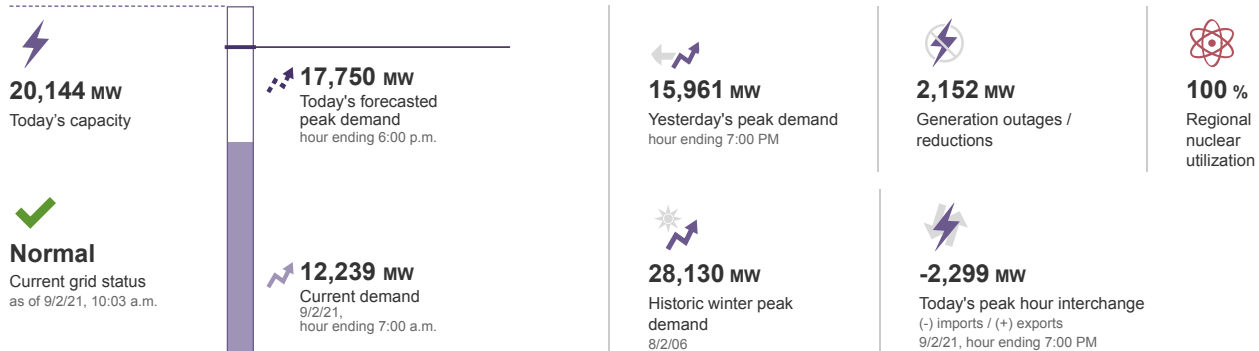 20,144 MW
Today's capacity
17,750 MW
Today's forecasted
peak demand
hour ending 6:00 p.m.
Normal
Current grid status
as of 9/2/21, 10:03 a.m.
12,239 MW
Current demand
9/2/21,
hour ending 7:00 a.m.
15,961 MW
Yesterday's peak demand
hour ending 7:00 PM
2,152 MW
Generation outages /
reductions
100 %
Regional
nuclear
utilization
28,130 MW
Historic winter peak
demand
8/2/06
-2,299 MW
Today's peak hour interchange
(-) imports / (+) exports
9/2/21, hour ending 7:00 PM